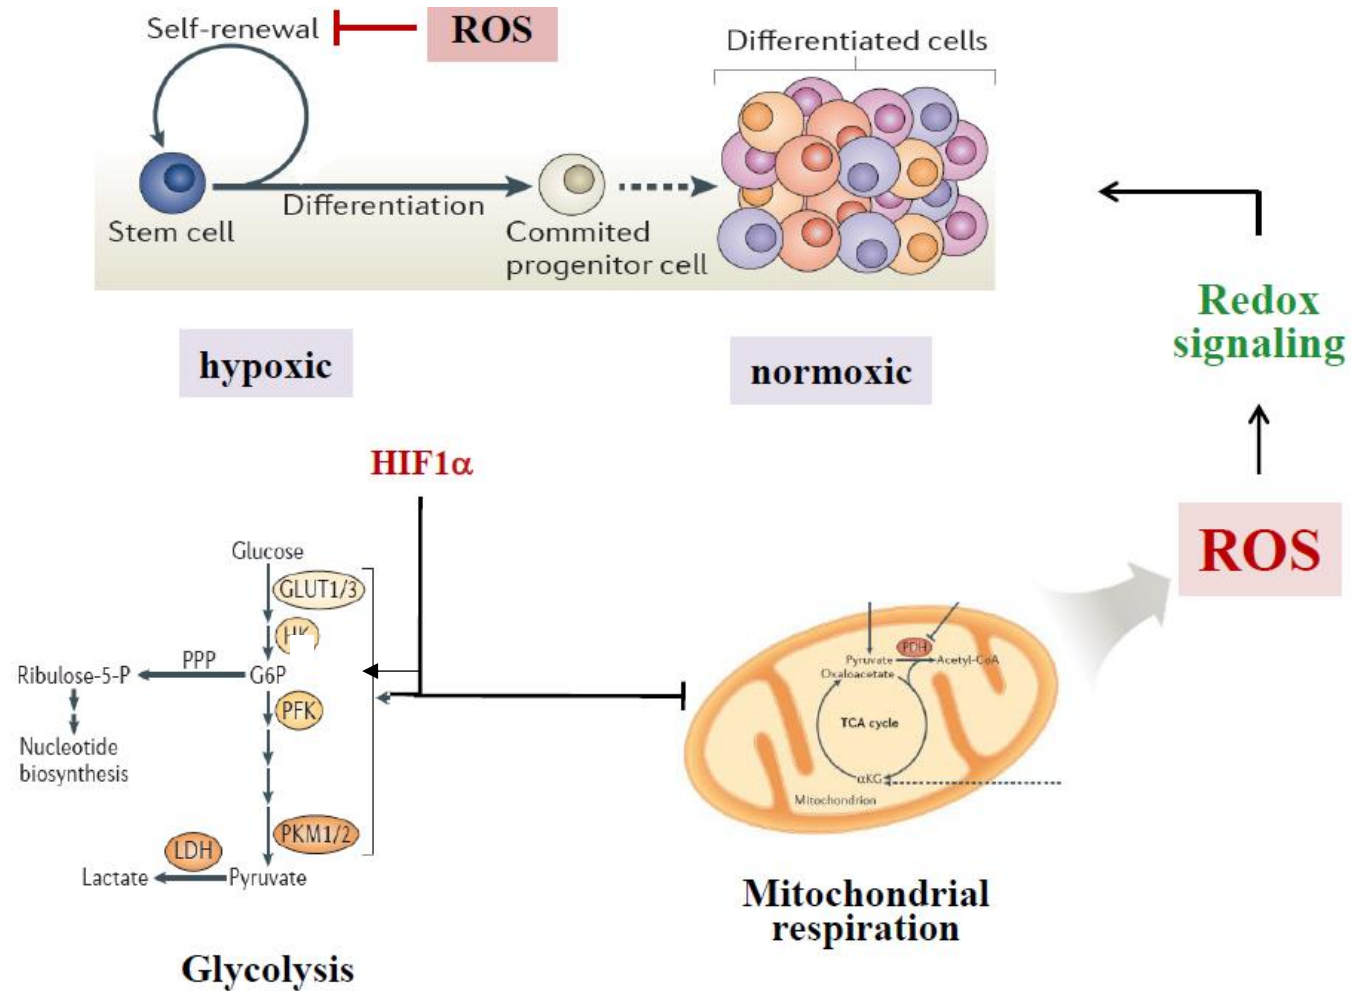 Self-renewal
ROS
Differentiated cells
Differentiation
Stem cell
Commited
progenitor cell
hypoxic
normoxic
Redox
signaling
ROS
HIF1α
Glucose
GLUT1/3
Ribulose-5-P
PPP
G6P
PFK
Nucleotide
biosynthesis
PKM1/2
LDH
Lactate
Pyruvate
Glycolysis
PDH
Pyruvate
Acetyl-CoA
Oxaloacetate
TCA cycle
αKG
Mitochondrion
Mitochondrial
respiration